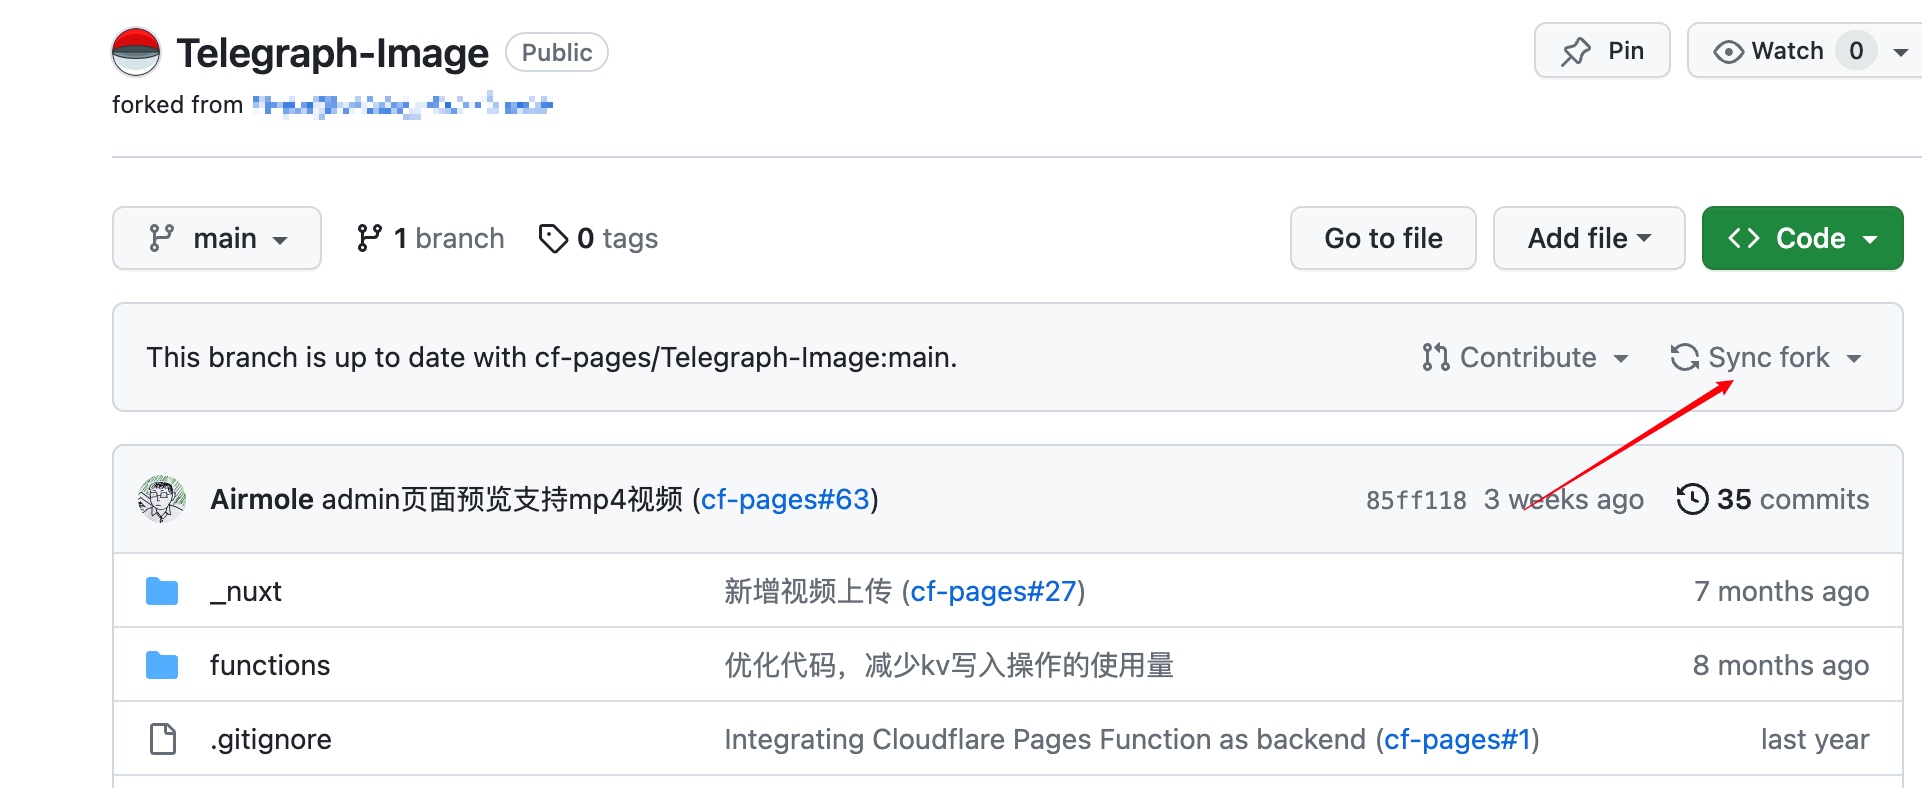 Telegraph-Image Public Pin Watch 0
forked from
main 1 branch 0 tags Go to file Add file Code
This branch is up to date with cf-pages/Telegraph-Image:main. Contribute Sync fork
Airmole admin页面预览支持mp4视频 (cf-pages#63) 85ff118 3 weeks ago 35 commits
_nuxt 新增视频上传 (cf-pages#27) 7 months ago
functions 优化代码，减少kv写入操作的使用量 8 months ago
.gitignore Integrating Cloudflare Pages Function as backend (cf-pages#1) last year